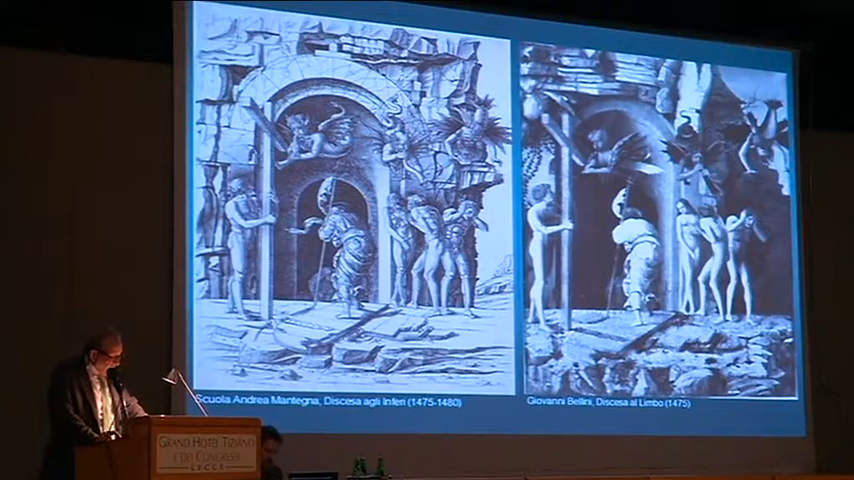 Scuola Andrea Mantegna, Discesa agli Inferi (1475-1480)
Giovanni Bellini, Discesa al Limbo (1475)
GRAND HOTEL TIZIANO
E DEI CONGRESSI
LECCE